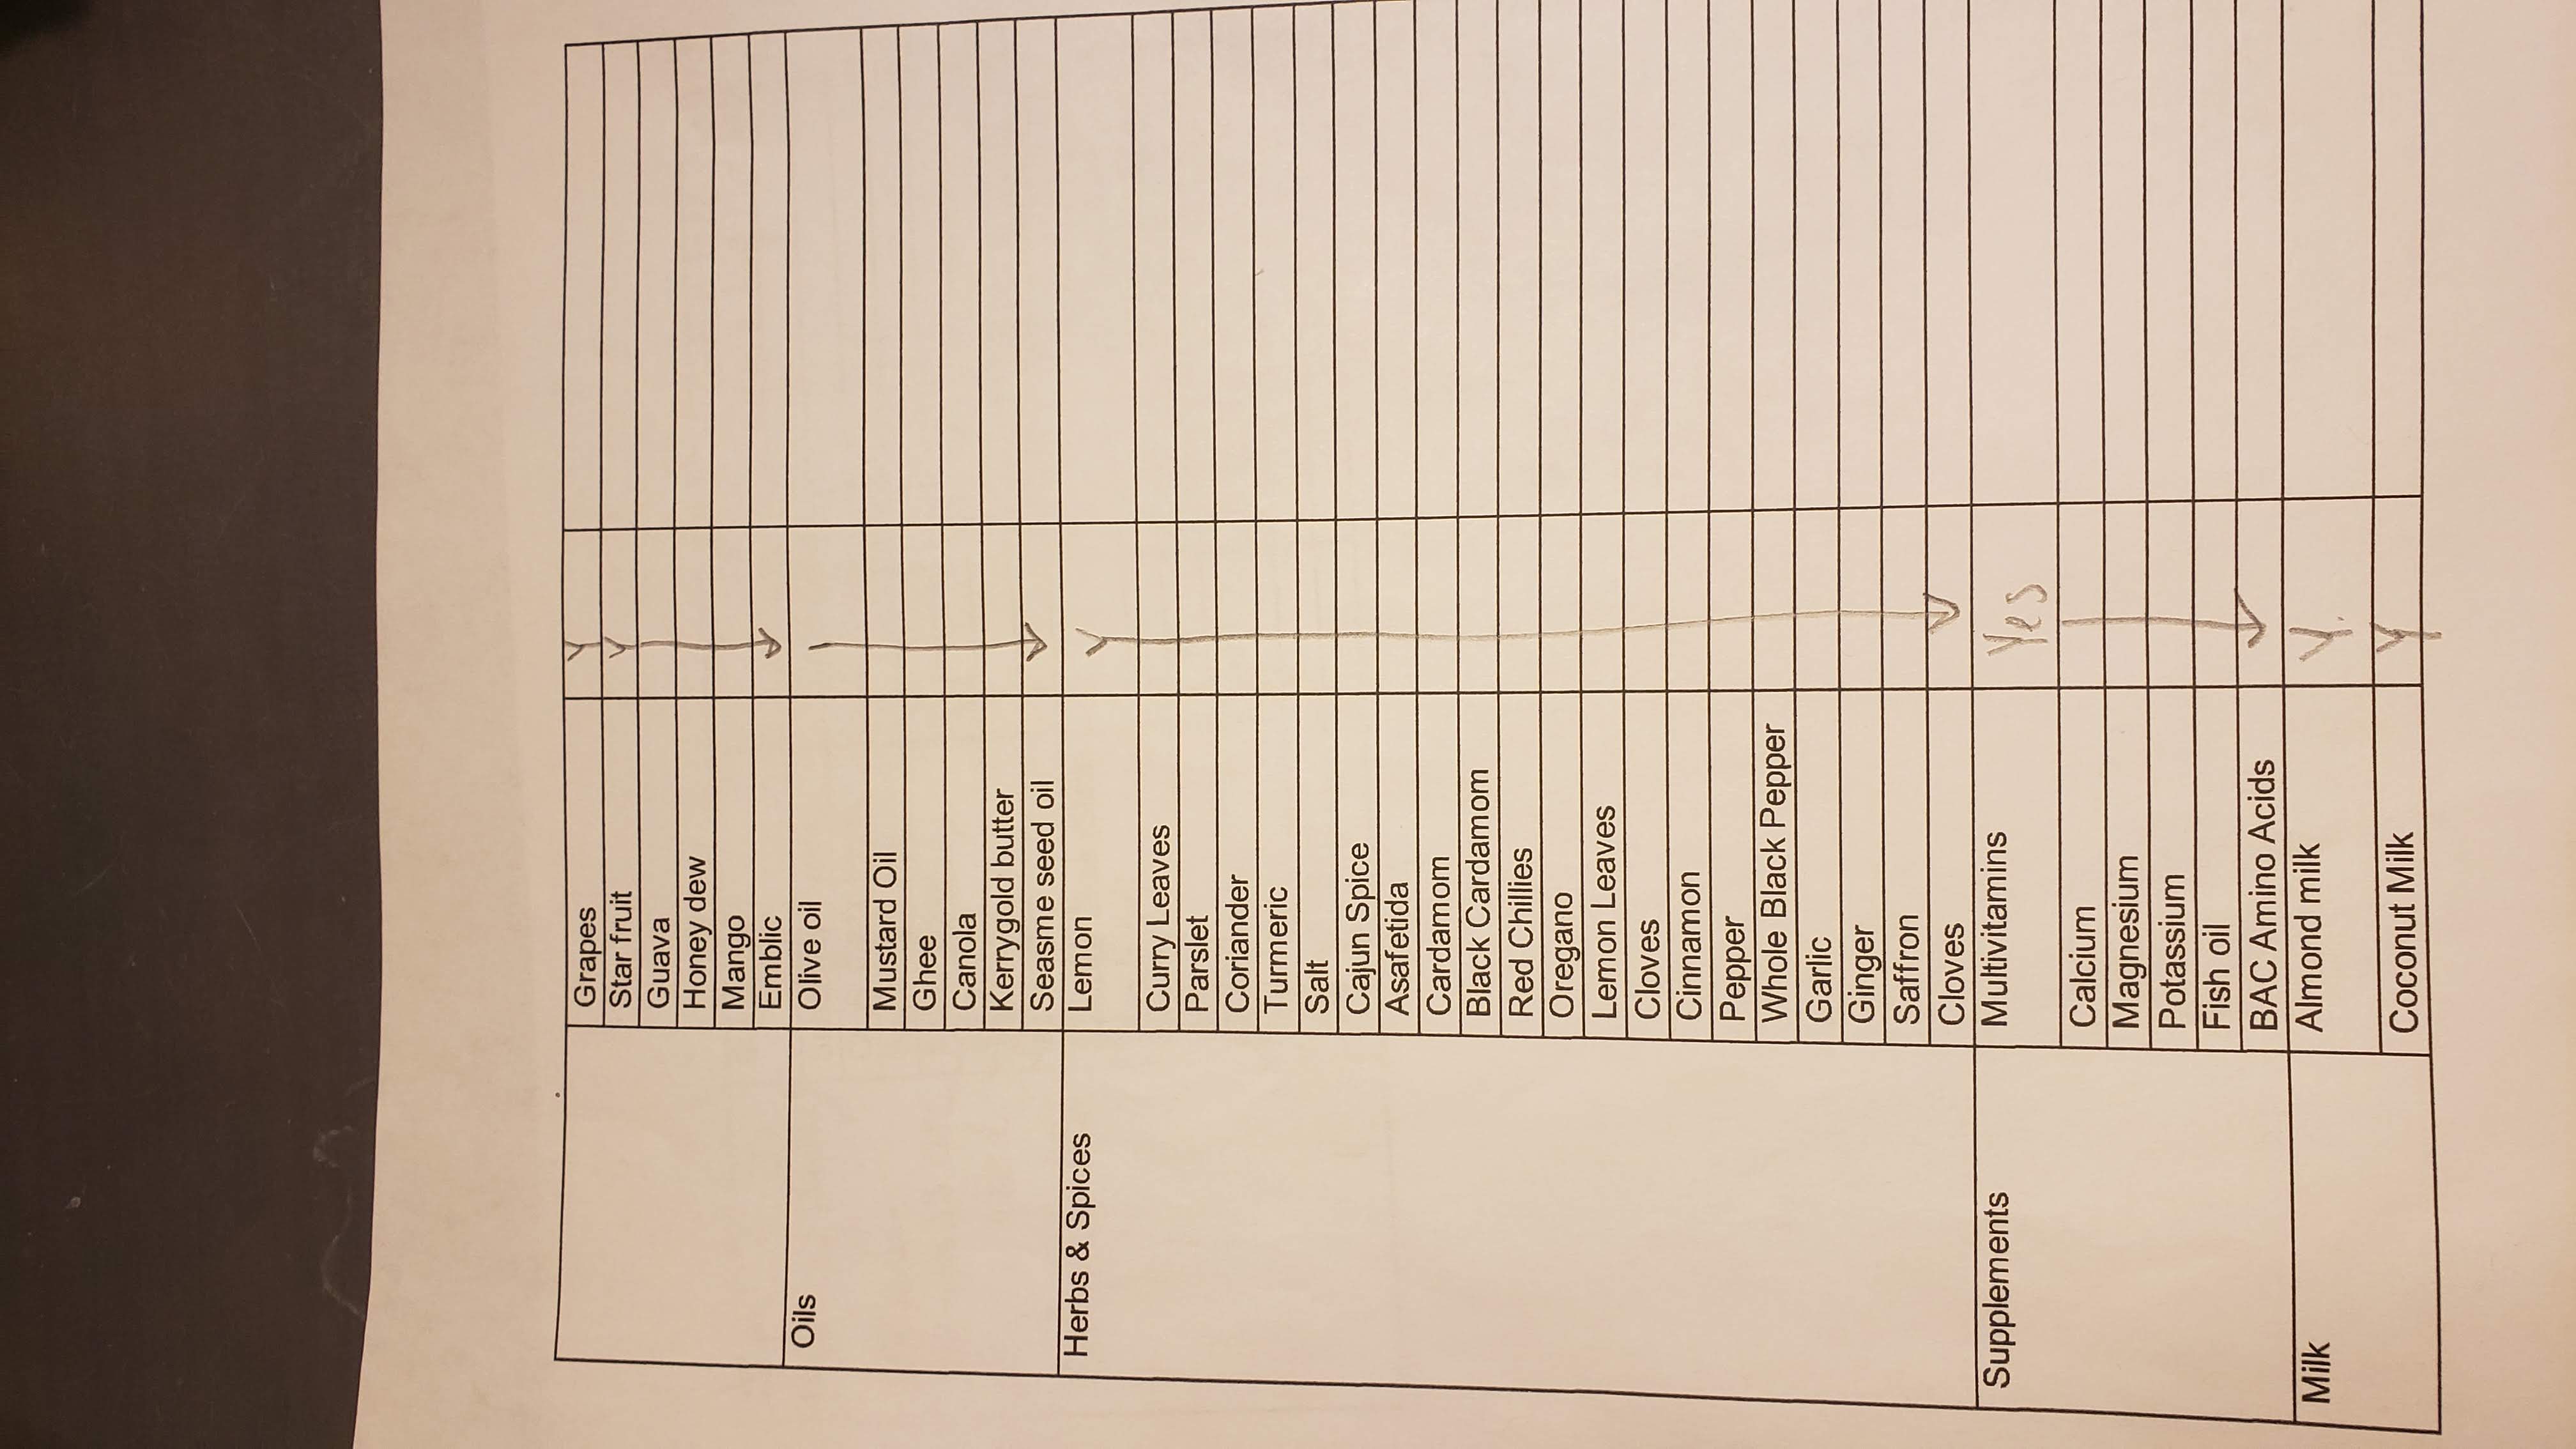 Grapes Y
Star fruit Y
Guava
Honey dew
Mango
Emblic
Oils Olive oil
Mustard Oil
Ghee
Canola
Kerrygold butter
Seasme seed oil
Herbs & Spices Lemon Y
Curry Leaves
Parslet
Coriander
Turmeric
Salt
Cajun Spice
Asafetida
Cardamom
Black Cardamom
Red Chillies
Oregano
Lemon Leaves
Cloves
Cinnamon
Pepper
Whole Black Pepper
Garlic
Ginger
Saffron
Cloves
Supplements Multivitamins Yes
Calcium
Magnesium
Potassium
Fish oil
BAC Amino Acids
Milk Almond milk Y.
Coconut Milk Y